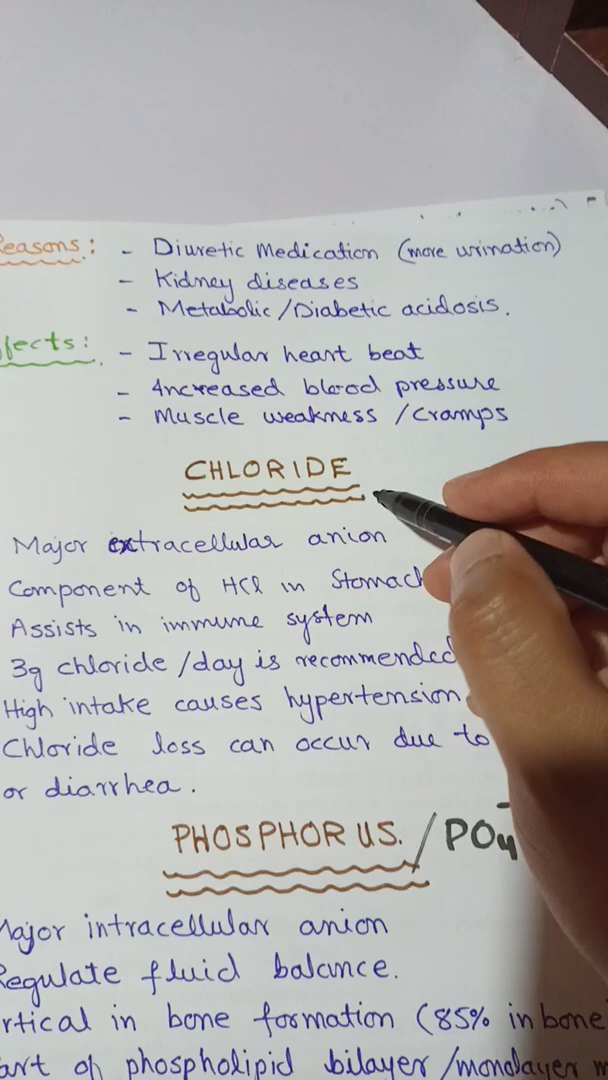 Reasons: - Diuretic Medication (more urination)
- Kidney diseases
- Metabolic/Diabetic acidosis.
ffects: - Irregular heart beat
- Increased blood pressure
- Muscle weakness / Cramps
CHLORIDE
Major extracellular anion
Component of HCl in Stomach
Assists in immune system
3g chloride/day is recommended
High intake causes hypertension
Chloride loss can occur due to
or diarrhea.
PHOSPHORUS. / PO4-
Major intracellular anion
Regulate fluid balance.
rtical in bone formation (85% in bone
art of phospholipid bilayer/monolayer